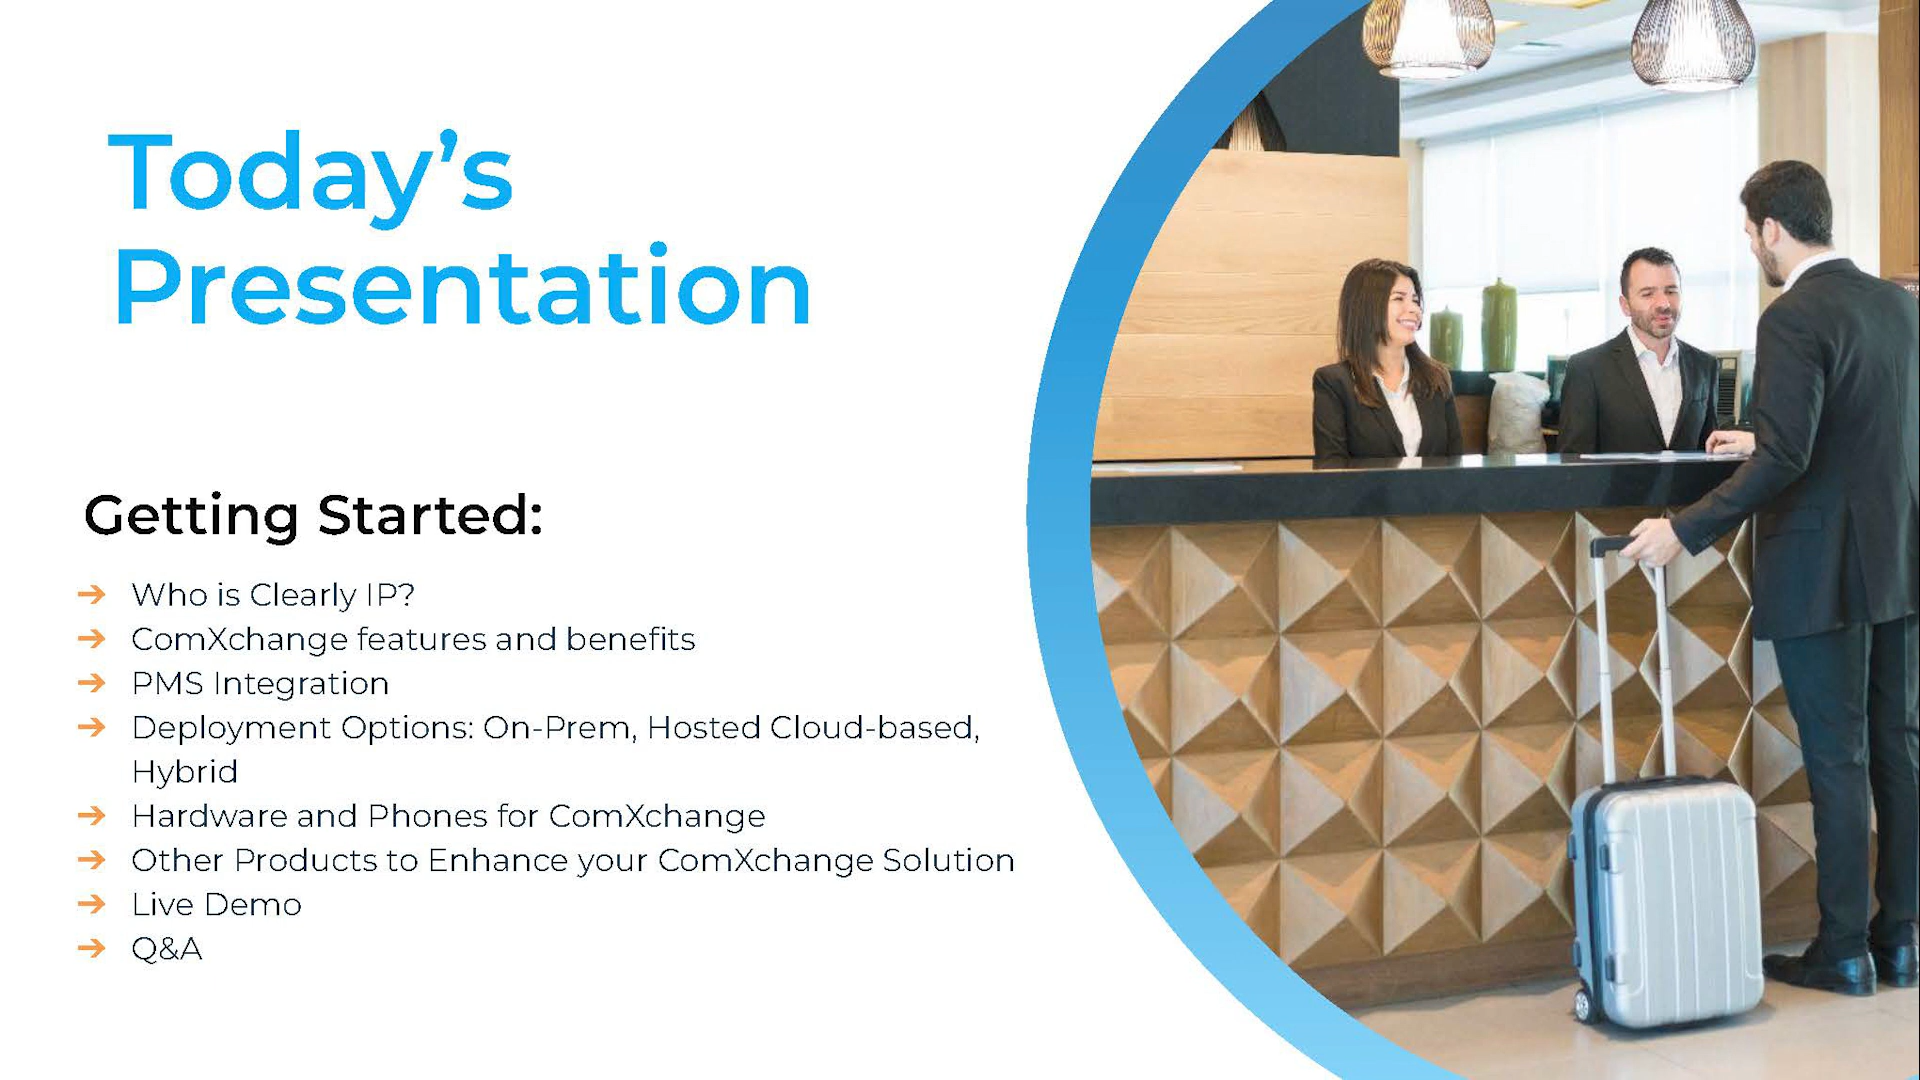 Today’s
Presentation
Getting Started:
➔ Who is Clearly IP?
➔ ComXchange features and benefits
➔ PMS Integration
➔ Deployment Options: On-Prem, Hosted Cloud-based,
Hybrid
➔ Hardware and Phones for ComXchange
➔ Other Products to Enhance your ComXchange Solution
➔ Live Demo
➔ Q&A